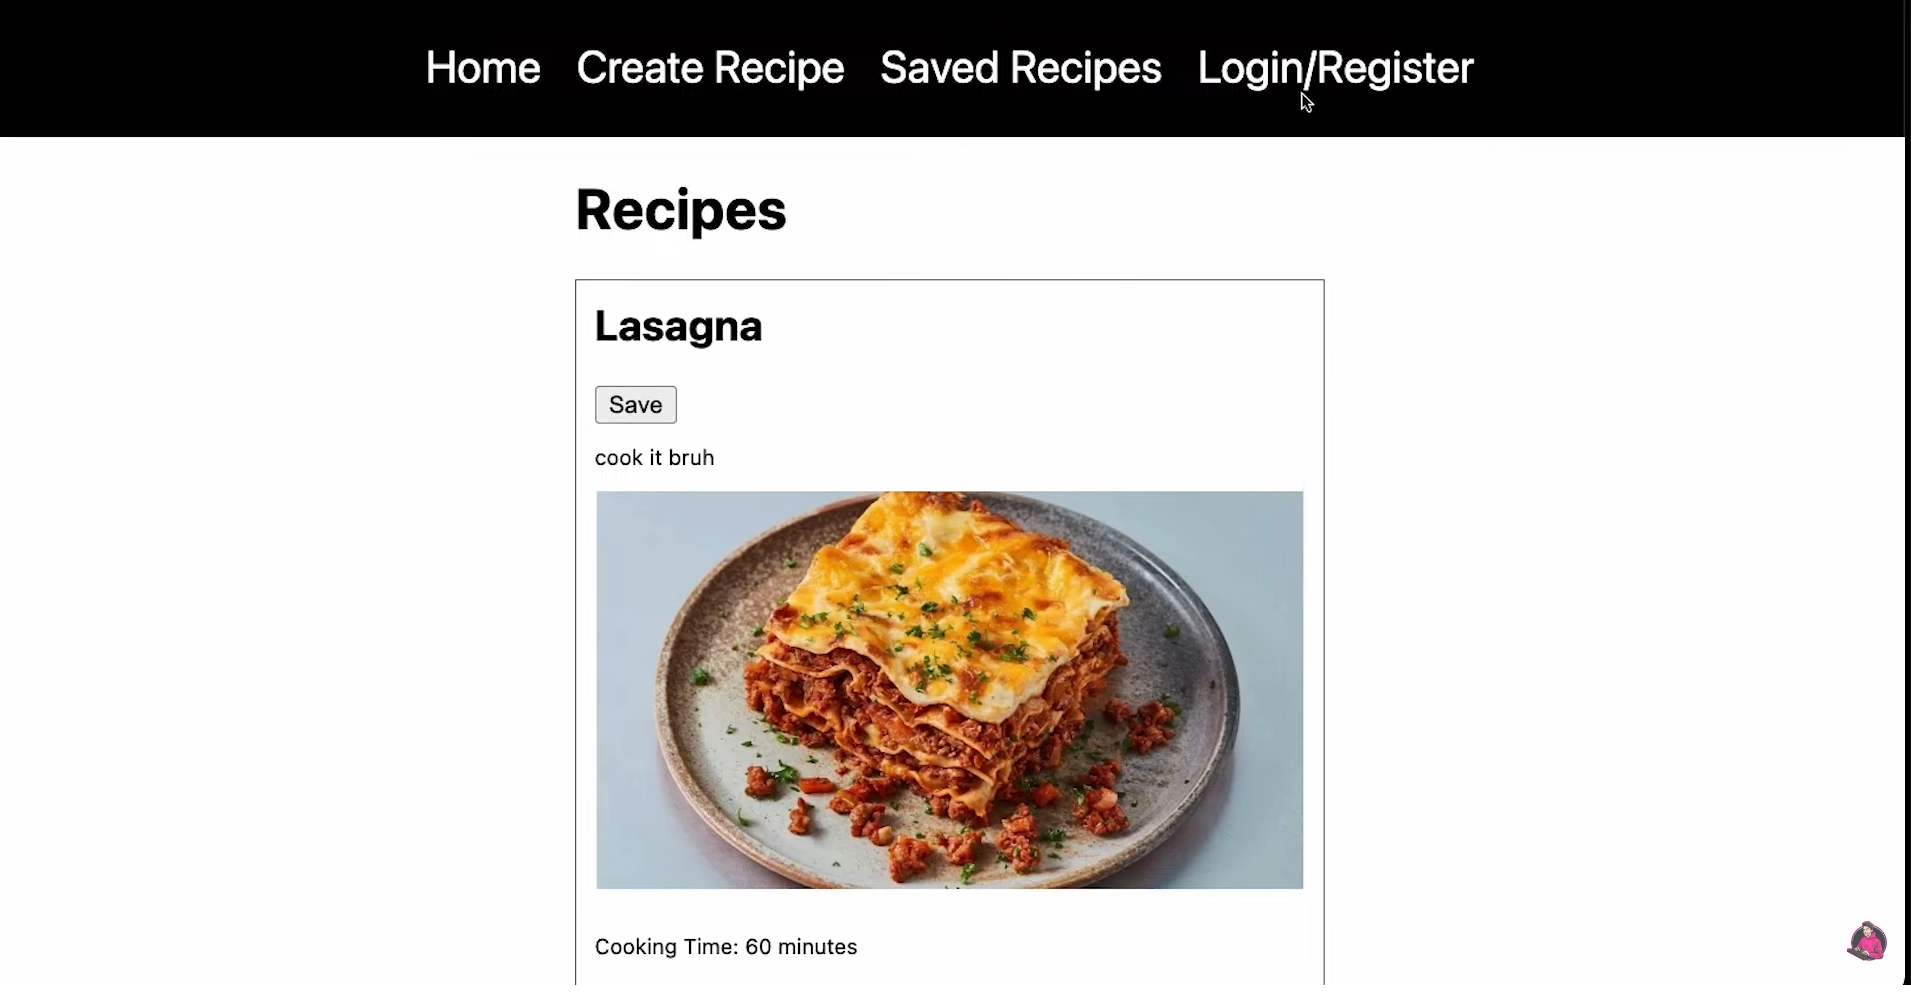 Home Create Recipe Saved Recipes Login/Register
Recipes
Lasagna
Save
cook it bruh
Cooking Time: 60 minutes